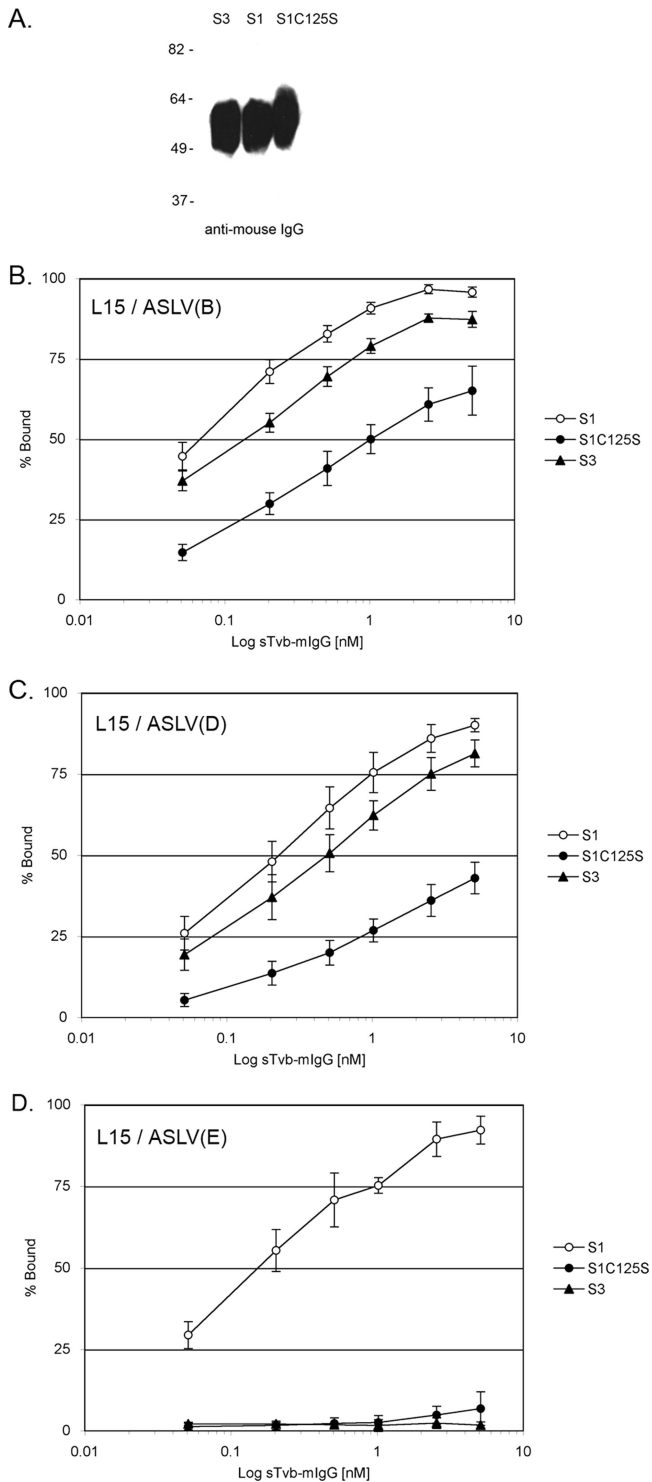 A.
S3 S1 S1C125S
82 -
64 -
49 -
37 -
anti-mouse IgG
B.
L15 / ASLV(B)
100
75
50
25
0
% Bound
0.01 0.1 1 10
Log sTvb-mIgG [nM]
S1
S1C125S
S3
C.
L15 / ASLV(D)
100
75
50
25
0
% Bound
0.01 0.1 1 10
Log sTvb-mIgG [nM]
S1
S1C125S
S3
D.
L15 / ASLV(E)
100
75
50
25
0
% Bound
0.01 0.1 1 10
Log sTvb-mIgG [nM]
S1
S1C125S
S3